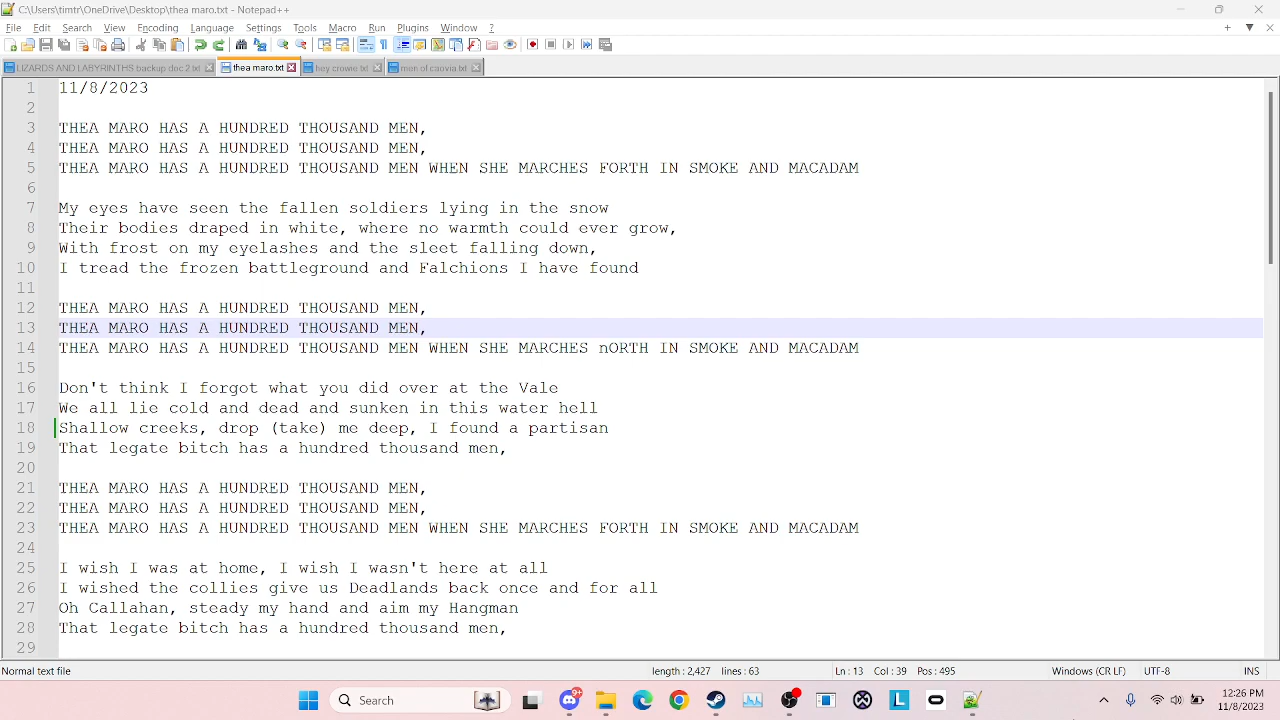 C:\Users\timtr\OneDrive\Desktop\thea maro.txt - Notepad++
File Edit Search View Encoding Language Settings Tools Macro Run Plugins Window ?
LIZARDS AND LABYRINTHS backup doc 2.txt thea maro.txt hey crowie.txt men of caovia.txt
1 11/8/2023
2
3 THEA MARO HAS A HUNDRED THOUSAND MEN,
4 THEA MARO HAS A HUNDRED THOUSAND MEN,
5 THEA MARO HAS A HUNDRED THOUSAND MEN WHEN SHE MARCHES FORTH IN SMOKE AND MACADAM
6
7 My eyes have seen the fallen soldiers lying in the snow
8 Their bodies draped in white, where no warmth could ever grow,
9 With frost on my eyelashes and the sleet falling down,
10 I tread the frozen battleground and Falchions I have found
11
12 THEA MARO HAS A HUNDRED THOUSAND MEN,
13 THEA MARO HAS A HUNDRED THOUSAND MEN,
14 THEA MARO HAS A HUNDRED THOUSAND MEN WHEN SHE MARCHES nORTH IN SMOKE AND MACADAM
15
16 Don't think I forgot what you did over at the Vale
17 We all lie cold and dead and sunken in this water hell
18 Shallow creeks, drop (take) me deep, I found a partisan
19 That legate bitch has a hundred thousand men,
20
21 THEA MARO HAS A HUNDRED THOUSAND MEN,
22 THEA MARO HAS A HUNDRED THOUSAND MEN,
23 THEA MARO HAS A HUNDRED THOUSAND MEN WHEN SHE MARCHES FORTH IN SMOKE AND MACADAM
24
25 I wish I was at home, I wish I wasn't here at all
26 I wished the collies give us Deadlands back once and for all
27 Oh Callahan, steady my hand and aim my Hangman
28 That legate bitch has a hundred thousand men,
29
Normal text file length : 2,427 lines : 63 Ln : 13 Col : 39 Pos : 495 Windows (CR LF) UTF-8 INS
Search
12:26 PM
11/8/2023